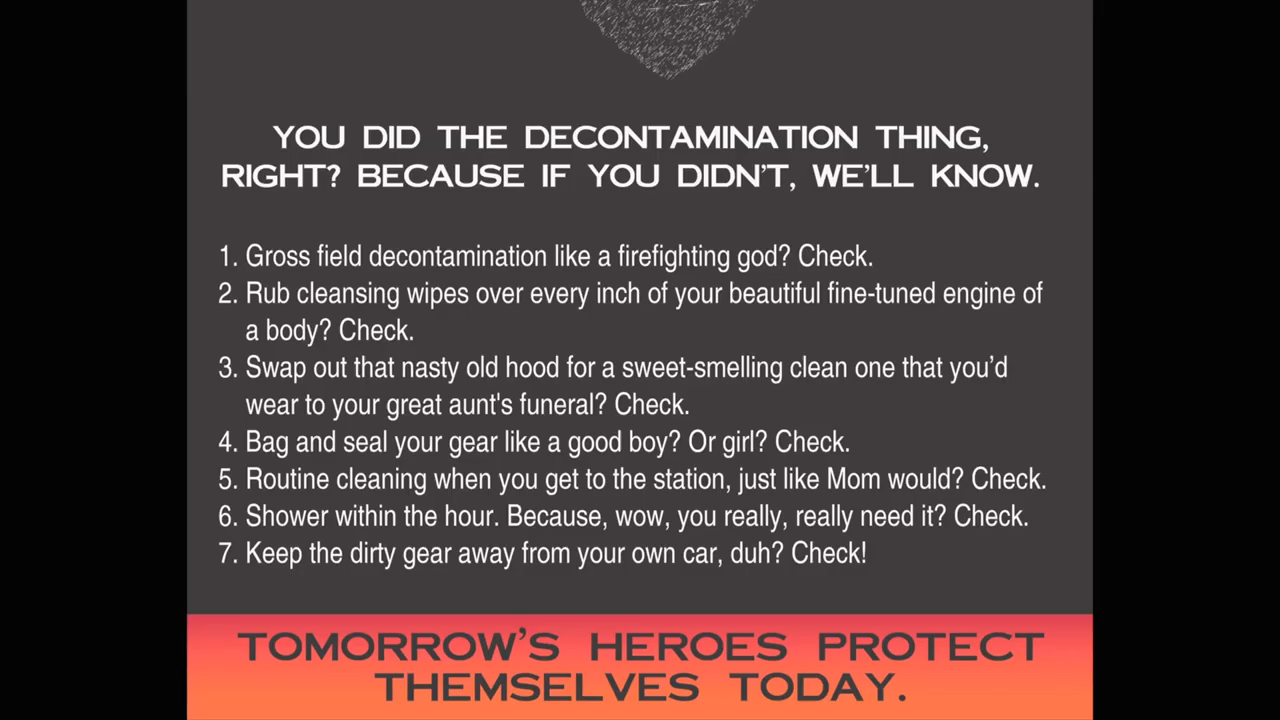 YOU DID THE DECONTAMINATION THING,
RIGHT? BECAUSE IF YOU DIDN'T, WE'LL KNOW.
1. Gross field decontamination like a firefighting god? Check.
2. Rub cleansing wipes over every inch of your beautiful fine-tuned engine of
a body? Check.
3. Swap out that nasty old hood for a sweet-smelling clean one that you'd
wear to your great aunt's funeral? Check.
4. Bag and seal your gear like a good boy? Or girl? Check.
5. Routine cleaning when you get to the station, just like Mom would? Check.
6. Shower within the hour. Because, wow, you really, really need it? Check.
7. Keep the dirty gear away from your own car, duh? Check!
TOMORROW'S HEROES PROTECT
THEMSELVES TODAY.